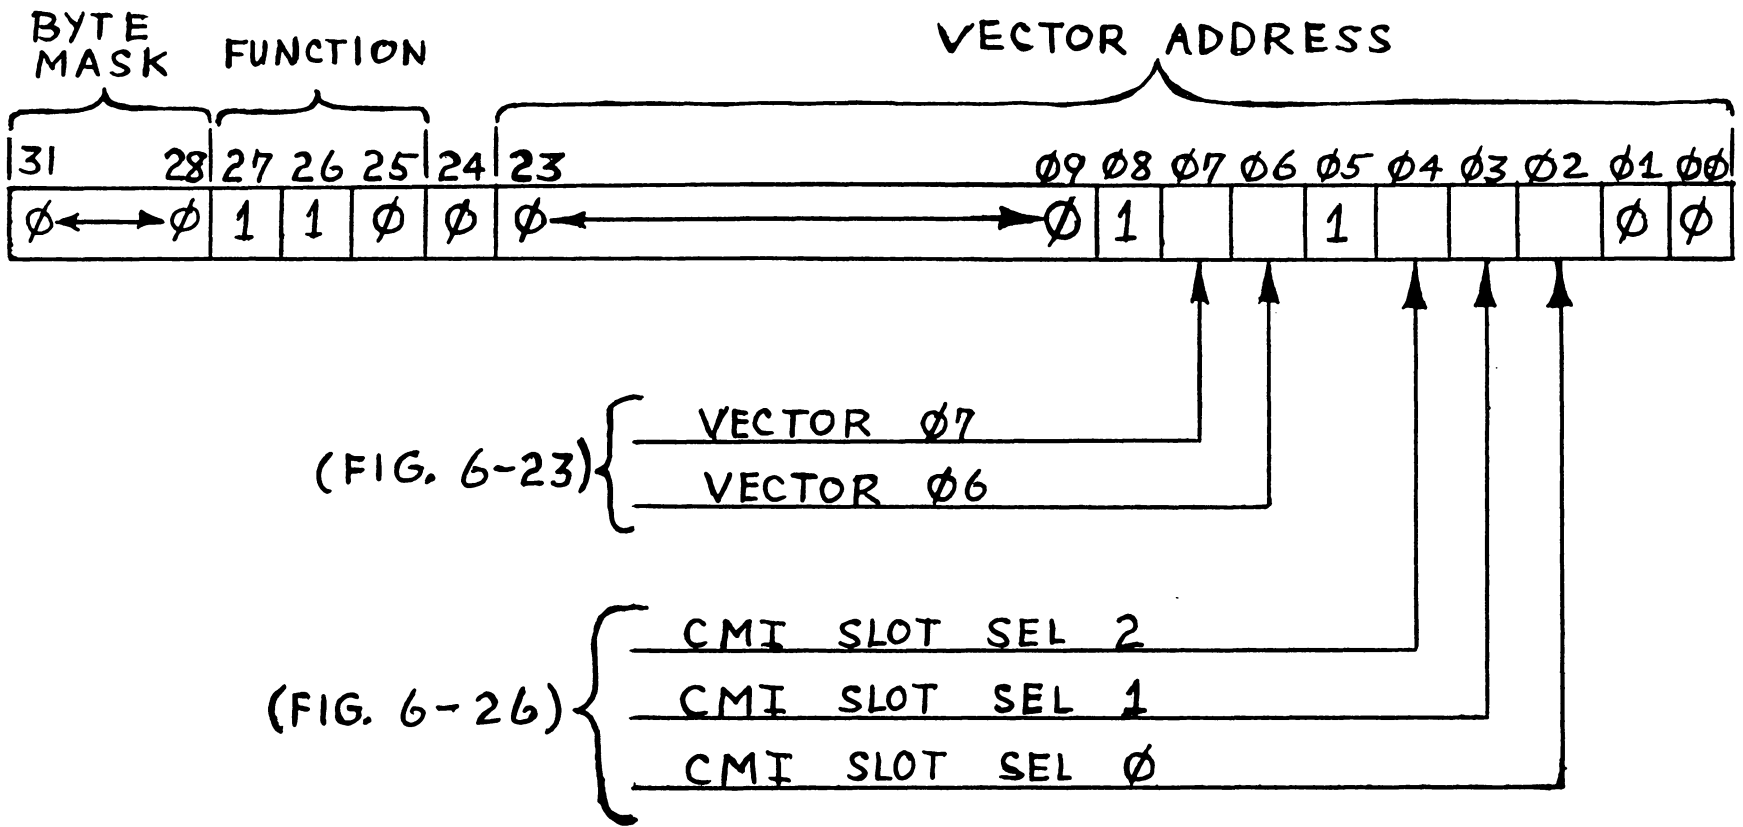 BYTE
MASK
FUNCTION
VECTOR ADDRESS
31 28 27 26 25 24 23 Ø9 Ø8 Ø7 Ø6 Ø5 Ø4 Ø3 Ø2 Ø1 ØØ
Ø Ø 1 1 Ø Ø Ø Ø 1 1 Ø Ø
VECTOR Ø7
(FIG. 6-23)
VECTOR Ø6
CMI SLOT SEL 2
(FIG. 6-26)
CMI SLOT SEL 1
CMI SLOT SEL Ø